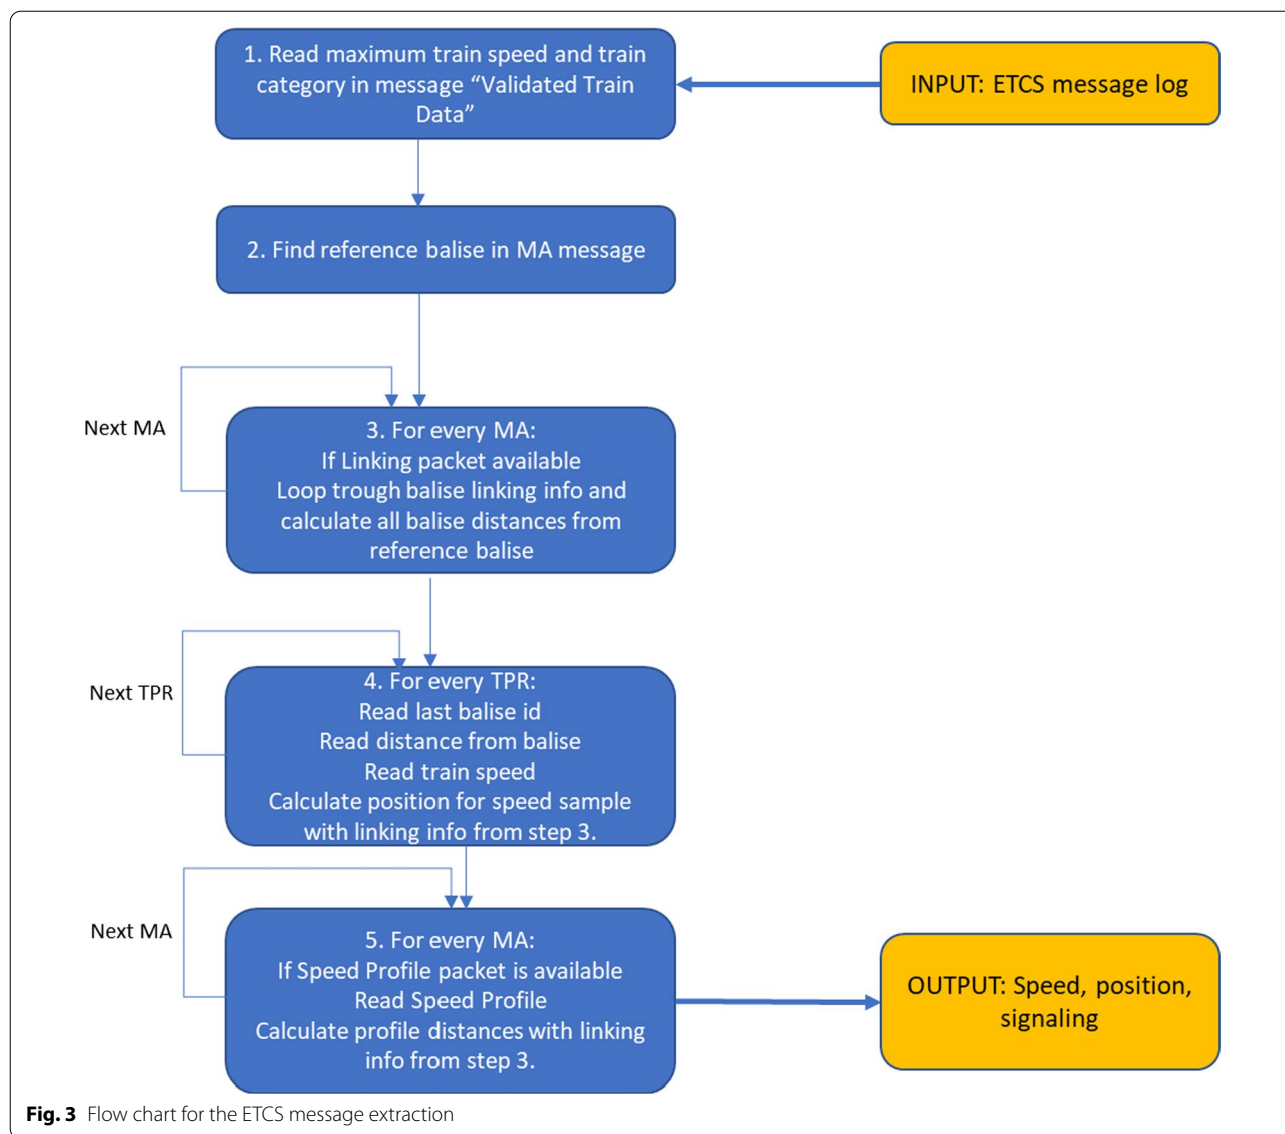 1. Read maximum train speed and train
category in message “Validated Train
Data”
INPUT: ETCS message log
2. Find reference balise in MA message
Next MA
3. For every MA:
If Linking packet available
Loop trough balise linking info and
calculate all balise distances from
reference balise
Next TPR
4. For every TPR:
Read last balise id
Read distance from balise
Read train speed
Calculate position for speed sample
with linking info from step 3.
Next MA
5. For every MA:
If Speed Profile packet is available
Read Speed Profile
Calculate profile distances with linking
info from step 3.
OUTPUT: Speed, position,
signaling
Fig. 3 Flow chart for the ETCS message extraction